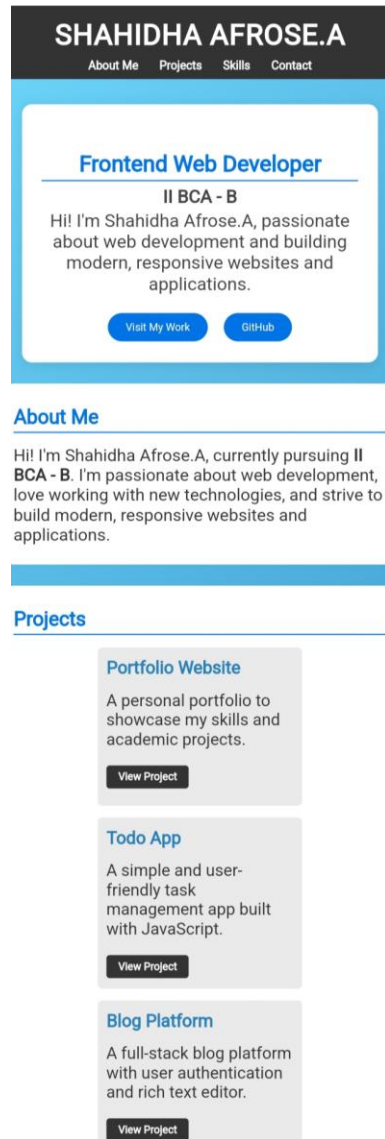 SHAHIDHA AFROSE.A
About Me Projects Skills Contact
Frontend Web Developer
II BCA - B
Hi! I'm Shahidha Afrose.A, passionate
about web development and building
modern, responsive websites and
applications.
Visit My Work GitHub
About Me
Hi! I'm Shahidha Afrose.A, currently pursuing II
BCA - B. I'm passionate about web development,
love working with new technologies, and strive to
build modern, responsive websites and
applications.
Projects
Portfolio Website
A personal portfolio to
showcase my skills and
academic projects.
View Project
Todo App
A simple and user-
friendly task
management app built
with JavaScript.
View Project
Blog Platform
A full-stack blog platform
with user authentication
and rich text editor.
View Project